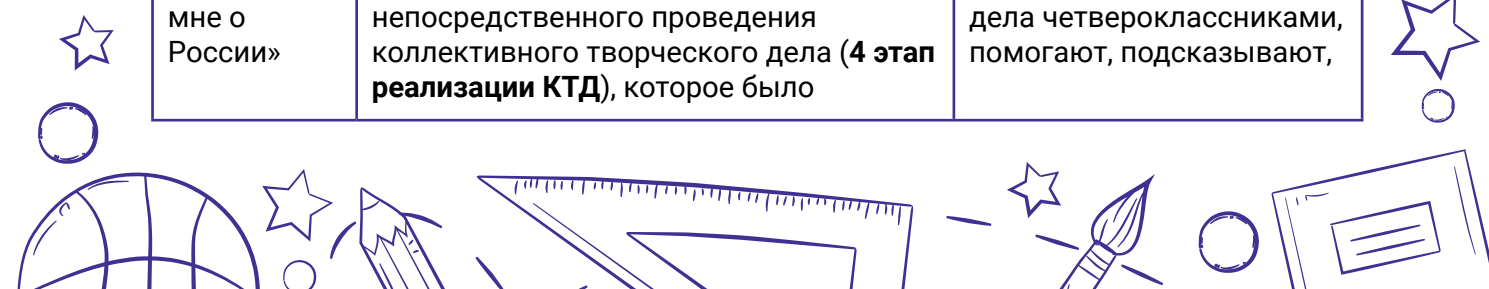 мне о
России»
непосредственного проведения
коллективного творческого дела (4 этап
реализации КТД), которое было
дела четвероклассниками,
помогают, подсказывают,